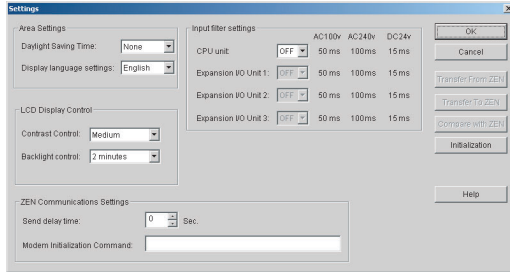 Settings
Area Settings
Daylight Saving Time: None
Display language settings: English
LCD Display Control
Contrast Control: Medium
Backlight control: 2 minutes
Input filter settings
AC100v AC240v DC24v
CPU unit: OFF 50 ms 100ms 15 ms
Expansion I/O Unit 1: OFF 50 ms 100ms 15 ms
Expansion I/O Unit 2: OFF 50 ms 100ms 15 ms
Expansion I/O Unit 3: OFF 50 ms 100ms 15 ms
ZEN Communications Settings
Send delay time: 0 Sec.
Modem Initialization Command:
OK
Cancel
Transfer From ZEN
Transfer To ZEN
Compare with ZEN
Initialization
Help